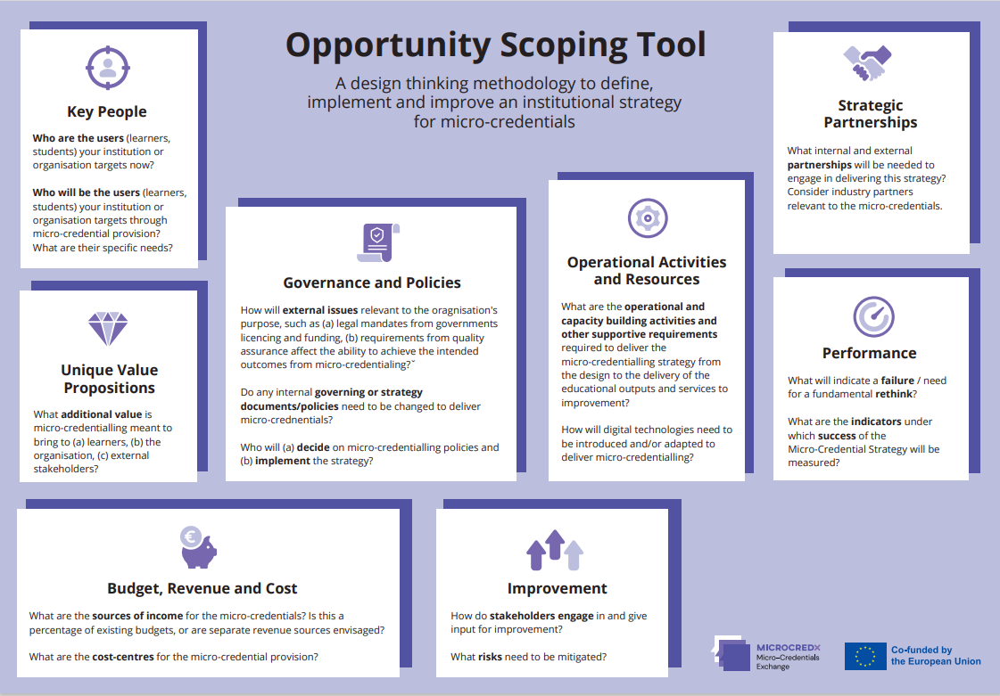 Opportunity Scoping Tool
A design thinking methodology to define,
implement and improve an institutional strategy
for micro-credentials
Key People
Who are the users (learners,
students) your institution or
organisation targets now?
Who will be the users (learners,
students) your institution or
organisation targets through
micro-credential provision?
What are their specific needs?
Unique Value
Propositions
What additional value is
micro-credentialling meant to
bring to (a) learners, (b) the
organisation, (c) external
stakeholders?
Governance and Policies
How will external issues relevant to the oragnisation's
purpose, such as (a) legal mandates from governments
licencing and funding, (b) requirements from quality
assurance affect the ability to achieve the intended
outcomes from micro-credentialing?ˇ
Do any internal governing or strategy
documents/policies need to be changed to deliver
micro-crednentials?
Who will (a) decide on micro-credentialling policies and
(b) implement the strategy?
Operational Activities
and Resources
What are the operational and
capacity building activities and
other supportive requirements
required to deliver the
micro-credentialling strategy from
the design to the delivery of the
educational outputs and services to
improvement?
How will digital technologies need to
be introduced and/or adapted to
deliver micro-credentialling?
Strategic
Partnerships
What internal and external
partnerships will be needed to
engage in delivering this strategy?
Consider industry partners
relevant to the micro-credentials.
Performance
What will indicate a failure / need
for a fundamental rethink?
What are the indicators under
which success of the
Micro-Credential Strategy will be
measured?
€
Budget, Revenue and Cost
What are the sources of income for the micro-credentials? Is this a
percentage of existing budgets, or are separate revenue sources envisaged?
What are the cost-centres for the micro-credential provision?
Improvement
How do stakeholders engage in and give
input for improvement?
What risks need to be mitigated?
MICROCREDX
Micro-Credentials
Exchange
Co-funded by
the European Union